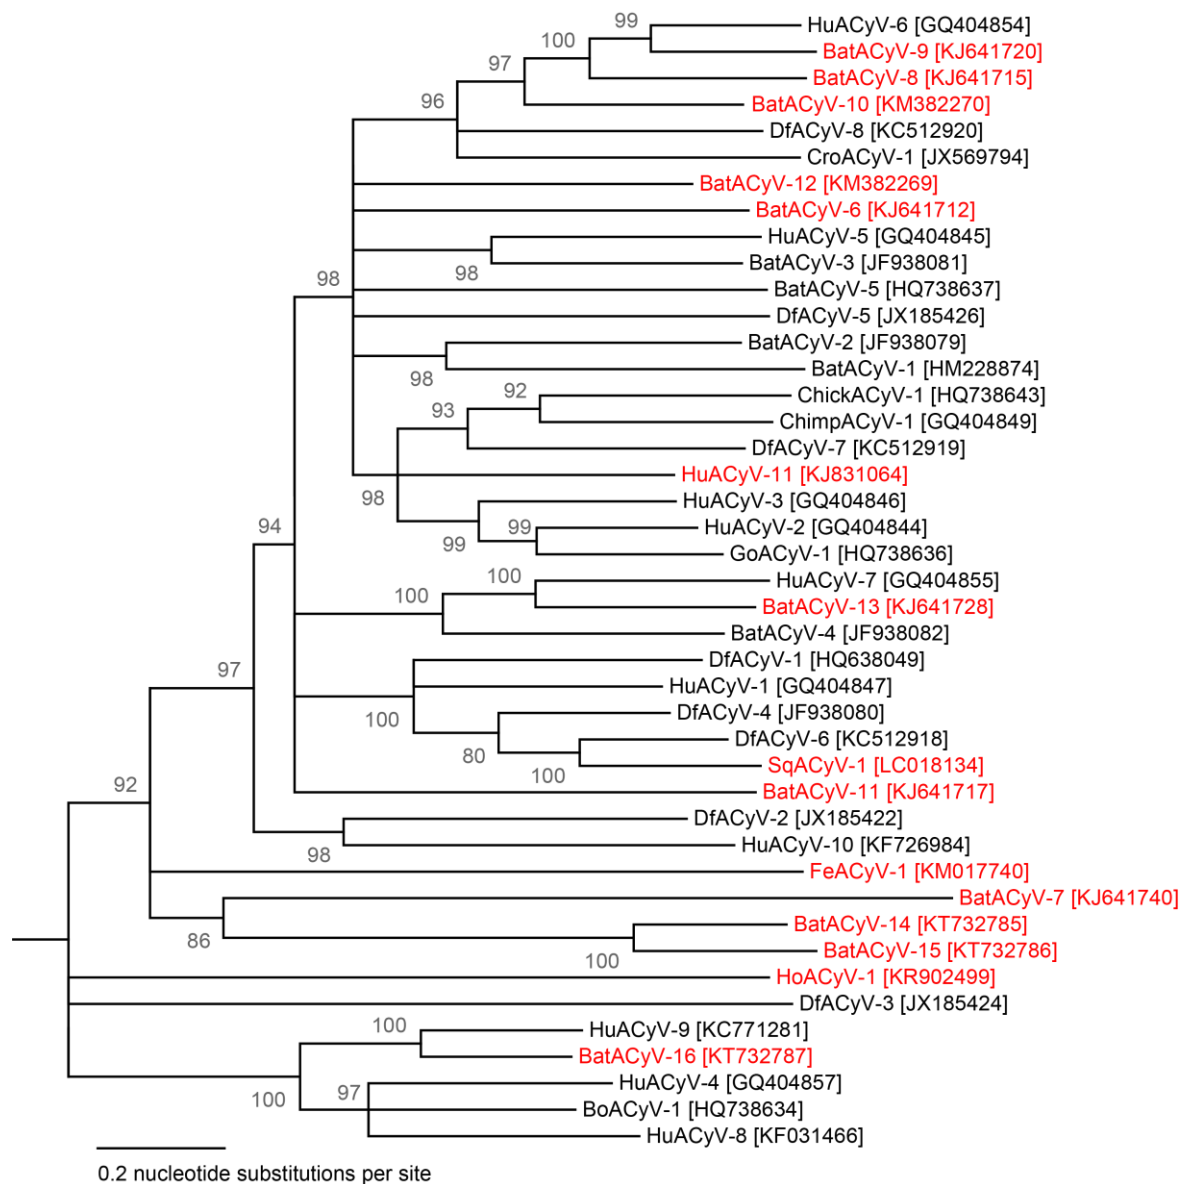 99
HuACyV-6 [GQ404854]
100
BatACyV-9 [KJ641720]
97
BatACyV-8 [KJ641715]
96
BatACyV-10 [KM382270]
DfACyV-8 [KC512920]
CroACyV-1 [JX569794]
BatACyV-12 [KM382269]
BatACyV-6 [KJ641712]
HuACyV-5 [GQ404845]
98
BatACyV-3 [JF938081]
98
BatACyV-5 [HQ738637]
DfACyV-5 [JX185426]
BatACyV-2 [JF938079]
98
BatACyV-1 [HM228874]
92
ChickACyV-1 [HQ738643]
93
ChimpACyV-1 [GQ404849]
DfACyV-7 [KC512919]
HuACyV-11 [KJ831064]
98
HuACyV-3 [GQ404846]
94
99
HuACyV-2 [GQ404844]
99
GoACyV-1 [HQ738636]
100
HuACyV-7 [GQ404855]
100
BatACyV-13 [KJ641728]
BatACyV-4 [JF938082]
97
DfACyV-1 [HQ638049]
HuACyV-1 [GQ404847]
100
DfACyV-4 [JF938080]
80
DfACyV-6 [KC512918]
100
SqACyV-1 [LC018134]
92
BatACyV-11 [KJ641717]
DfACyV-2 [JX185422]
98
HuACyV-10 [KF726984]
FeACyV-1 [KM017740]
BatACyV-7 [KJ641740]
86
BatACyV-14 [KT732785]
100
BatACyV-15 [KT732786]
HoACyV-1 [KR902499]
DfACyV-3 [JX185424]
100
HuACyV-9 [KC771281]
BatACyV-16 [KT732787]
100
97
HuACyV-4 [GQ404857]
BoACyV-1 [HQ738634]
HuACyV-8 [KF031466]
0.2 nucleotide substitutions per site